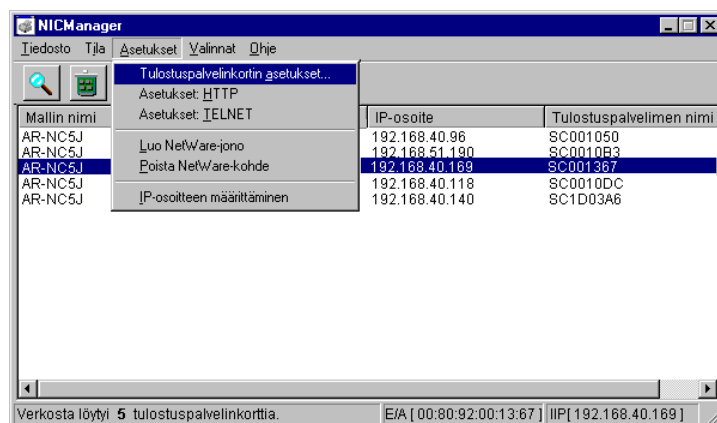 NICManager
Tiedosto Tila Asetukset Valinnat Ohje
Tulostuspalvelinkortin asetukset...
Asetukset: HTTP
Asetukset: TELNET
Luo NetWare-jono
Poista NetWare-kohde
IP-osoitteen määrittäminen
Mallin nimi IP-osoite Tulostuspalvelimen nimi
AR-NC5J 192.168.40.96 SC001050
AR-NC5J 192.168.51.190 SC0010B3
AR-NC5J 192.168.40.169 SC001367
AR-NC5J 192.168.40.118 SC0010DC
AR-NC5J 192.168.40.140 SC1D03A6
Verkosta löytyi 5 tulostuspalvelinkorttia. E/A [ 00:80:92:00:13:67 ] IIP[ 192.168.40.169 ]